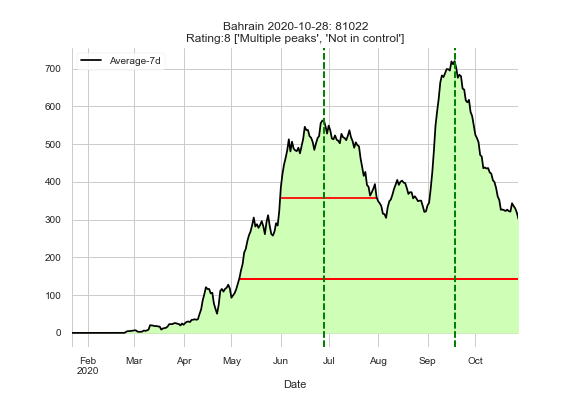 Bahrain 2020-10-28: 81022
Rating:8 ['Multiple peaks', 'Not in control']
Average-7d
700
600
500
400
300
200
100
0
Feb Mar Apr May Jun Jul Aug Sep Oct
2020
Date